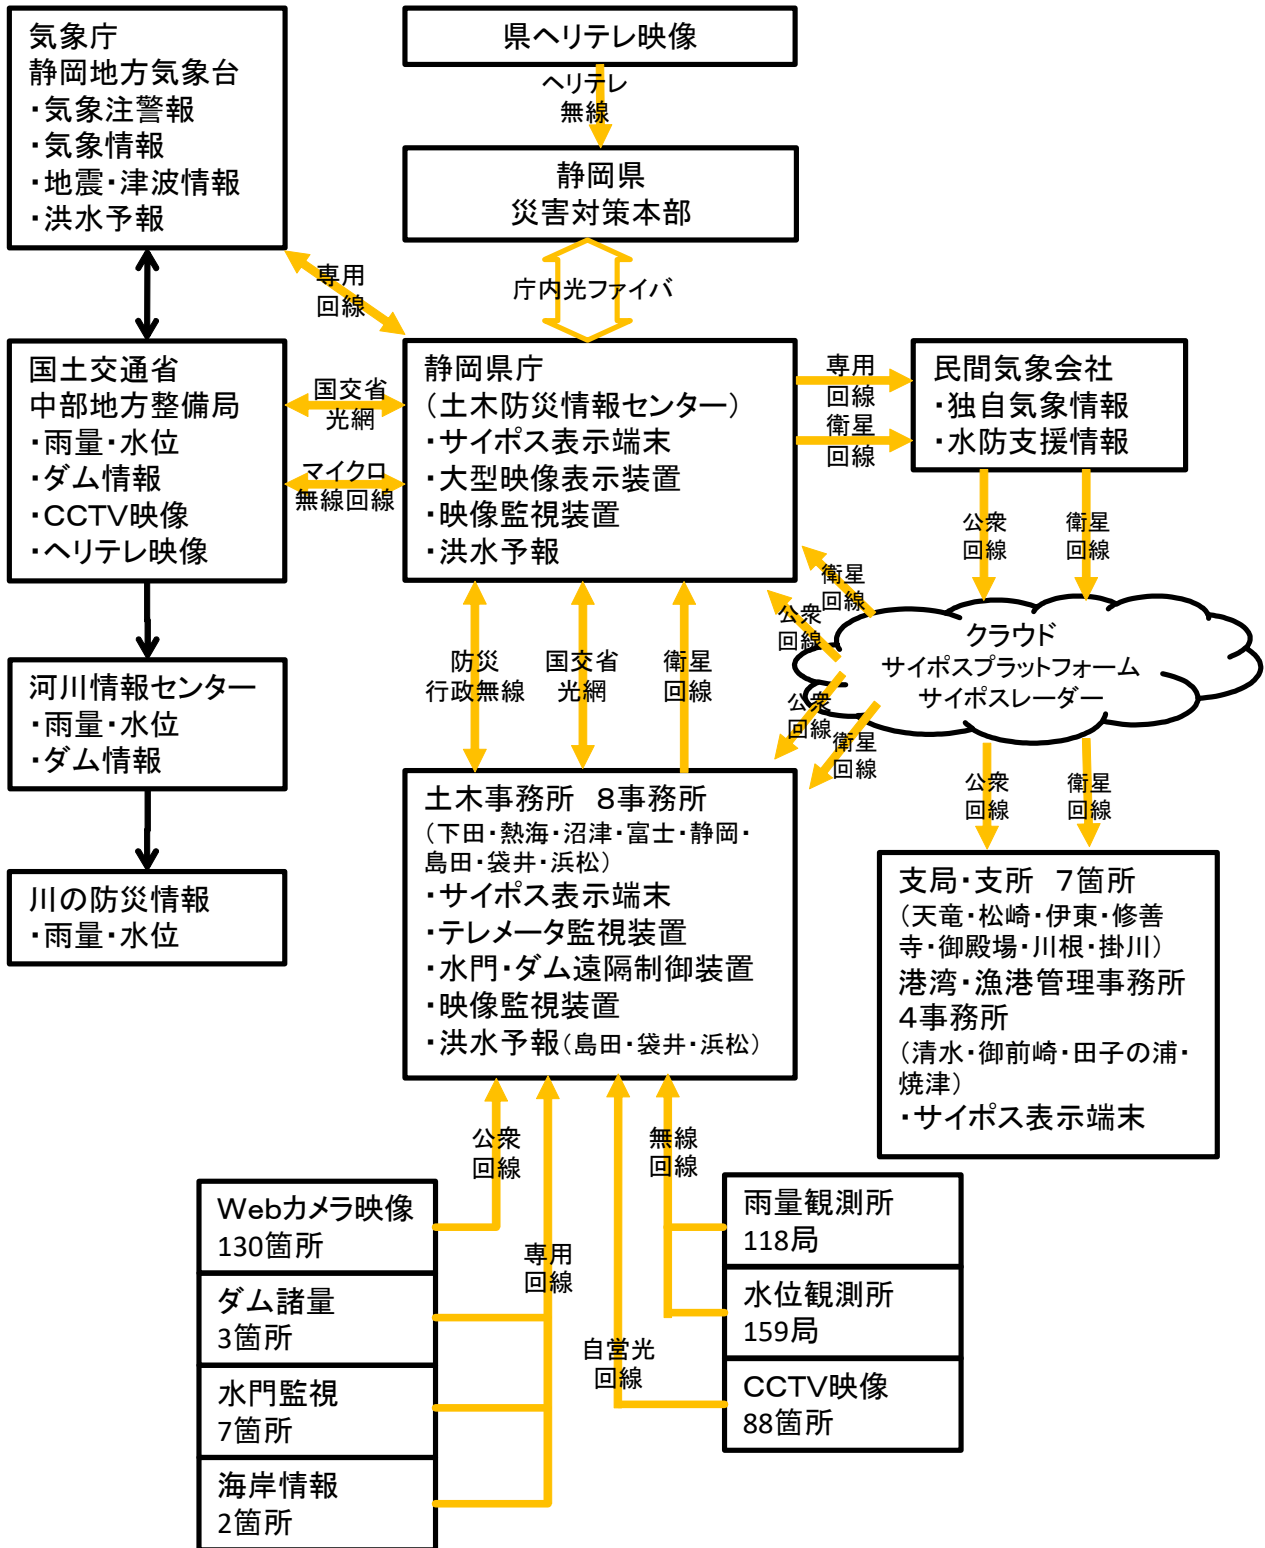 気象庁
静岡地方気象台
・気象注警報
・気象情報
・地震・津波情報
・洪水予報
県ヘリテレ映像
ヘリテレ
無線
静岡県
災害対策本部
専用
回線
庁内光ファイバ
国土交通省
中部地方整備局
・雨量・水位
・ダム情報
・CCTV映像
・ヘリテレ映像
国交省
光網
マイクロ
無線回線
静岡県庁
（土木防災情報センター）
・サイポス表示端末
・大型映像表示装置
・映像監視装置
・洪水予報
専用
回線
衛星
回線
民間気象会社
・独自気象情報
・水防支援情報
公衆
回線
衛星
回線
衛星
回線
公衆
回線
クラウド
サイポスプラットフォーム
サイポスレーダー
公衆
回線
衛星
回線
防災
行政無線
国交省
光網
衛星
回線
河川情報センター
・雨量・水位
・ダム情報
川の防災情報
・雨量・水位
土木事務所 8事務所
（下田・熱海・沼津・富士・静岡・
島田・袋井・浜松）
・サイポス表示端末
・テレメータ監視装置
・水門・ダム遠隔制御装置
・映像監視装置
・洪水予報（島田・袋井・浜松）
公衆
回線
衛星
回線
支局・支所 7箇所
（天竜・松崎・伊東・修善
寺・御殿場・川根・掛川）
港湾・漁港管理事務所
4事務所
（清水・御前崎・田子の浦・
焼津）
・サイポス表示端末
公衆
回線
無線
回線
専用
回線
自営光
回線
Webカメラ映像
130箇所
ダム諸量
3箇所
水門監視
7箇所
海岸情報
2箇所
雨量観測所
118局
水位観測所
159局
CCTV映像
88箇所